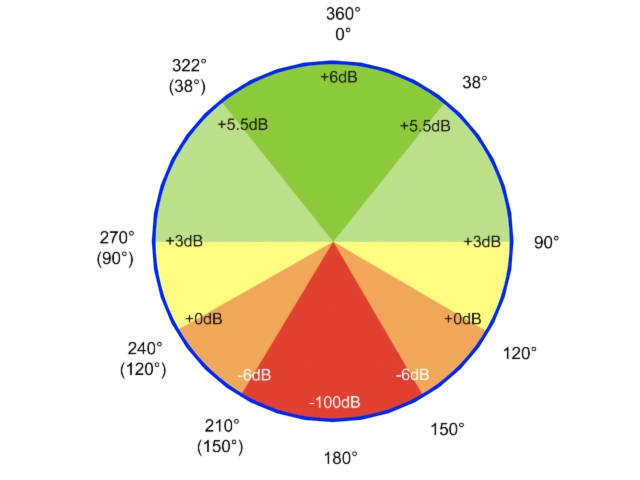 360°
0°
322°
(38°)
38°
+6dB
+5.5dB
+5.5dB
270°
(90°)
+3dB
+3dB
90°
+0dB
+0dB
240°
(120°)
120°
-6dB
-6dB
-100dB
210°
(150°)
150°
180°